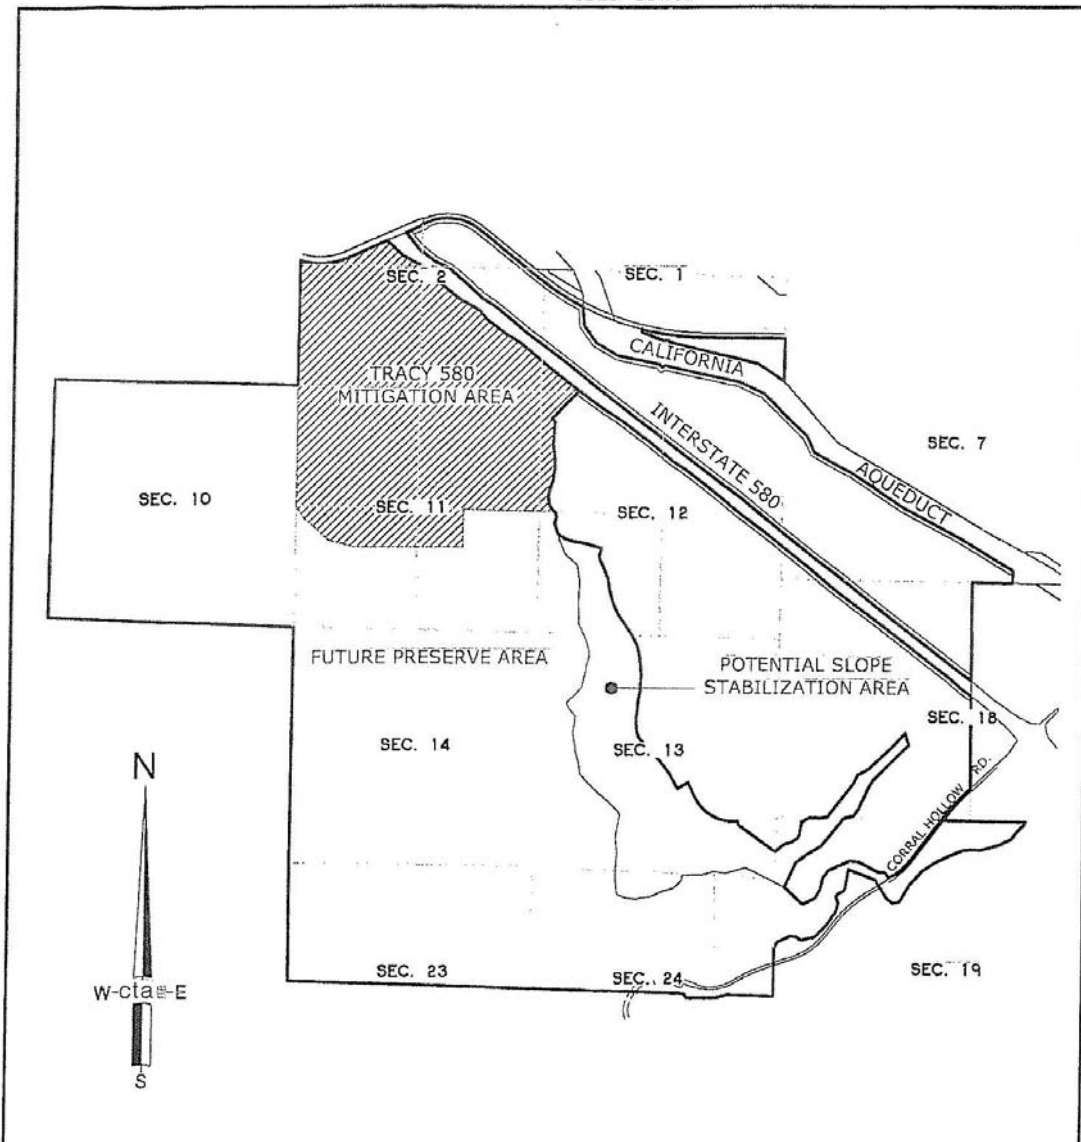 SEC. 2
SEC. 1
TRACY 580
MITIGATION AREA
CALIFORNIA
INTERSTATE 580
AQUEDUCT
SEC. 7
SEC. 10
SEC. 11
SEC. 12
FUTURE PRESERVE AREA
POTENTIAL SLOPE
STABILIZATION AREA
SEC. 18
SEC. 14
SEC. 13
CORRAL HOLLOW RD.
N
W-cta-E
S
SEC. 23
SEC. 24
SEC. 19